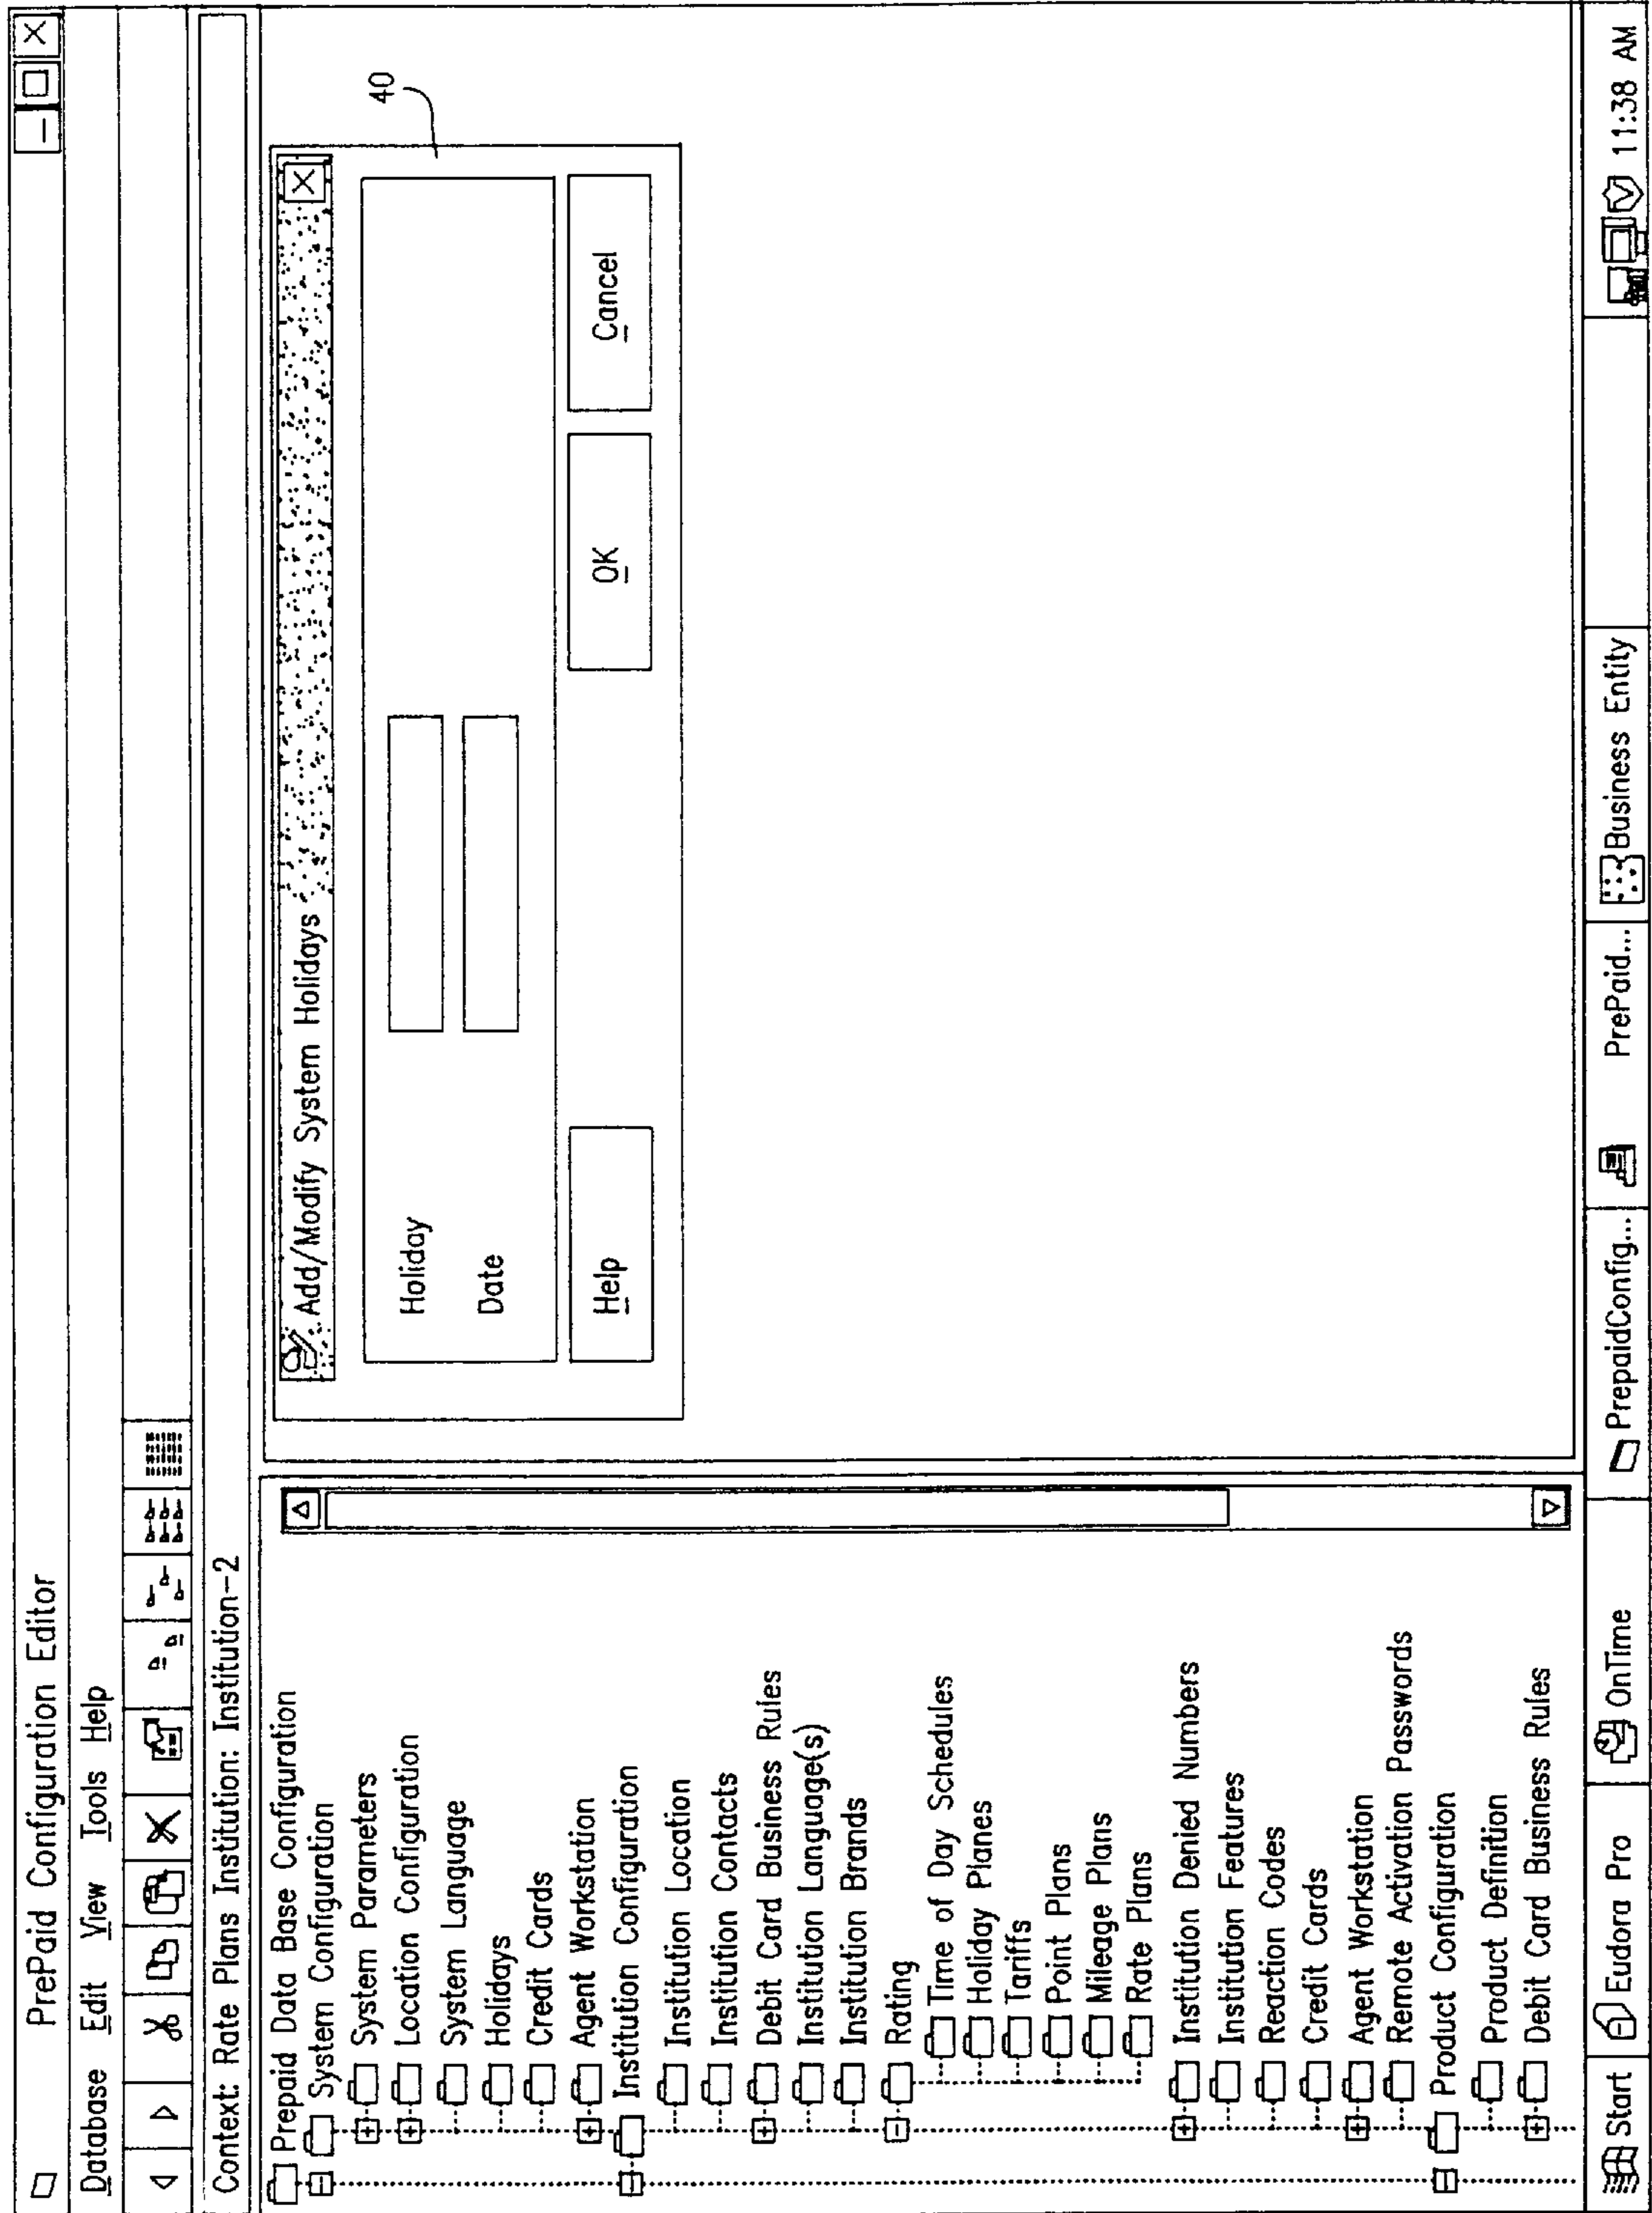 PrePaid Configuration Editor
Database Edit View Tools Help
Context: Rate Plans Institution: Institution-2
Prepaid Data Base Configuration
System Configuration
System Parameters
Location Configuration
System Language
Holidays
Credit Cards
Agent Workstation
Institution Configuration
Institution Location
Institution Contacts
Debit Card Business Rules
Institution Language(s)
Institution Brands
Rating
Time of Day Schedules
Holiday Planes
Tariffs
Point Plans
Mileage Plans
Rate Plans
Institution Denied Numbers
Institution Features
Reaction Codes
Credit Cards
Agent Workstation
Remote Activation Passwords
Product Configuration
Product Definition
Debit Card Business Rules
Add/Modify System Holidays
40
Holiday
Date
Help OK Cancel
Start Eudora Pro OnTime PrepaidConfig... PrePaid... Business Entity 11:38 AM